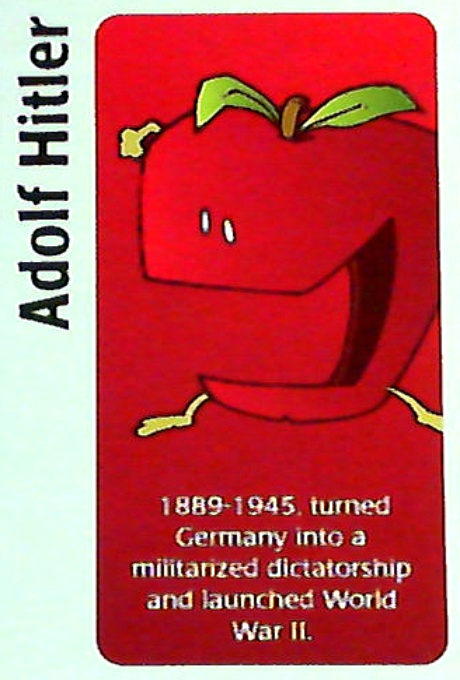 Adolf Hitler
1889-1945, turned
Germany into a
militarized dictatorship
and launched World
War II.